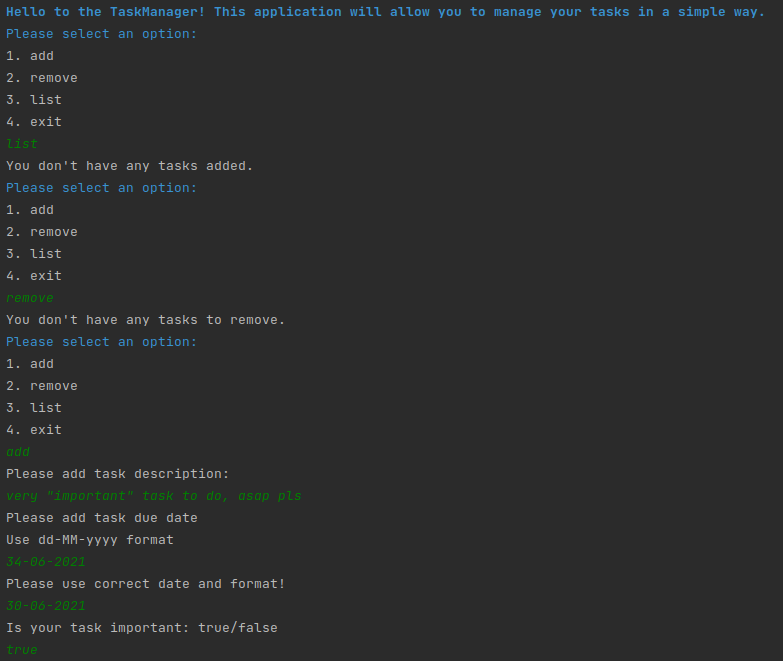 Hello to the TaskManager! This application will allow you to manage your tasks in a simple way.
Please select an option:
1. add
2. remove
3. list
4. exit
list
You don't have any tasks added.
Please select an option:
1. add
2. remove
3. list
4. exit
remove
You don't have any tasks to remove.
Please select an option:
1. add
2. remove
3. list
4. exit
add
Please add task description:
very "important" task to do, asap pls
Please add task due date
Use dd-MM-yyyy format
34-06-2021
Please use correct date and format!
30-06-2021
Is your task important: true/false
true